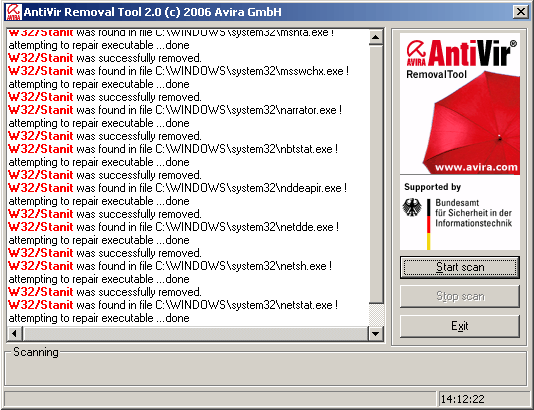 AntiVir Removal Tool 2.0 (c) 2006 Avira GmbH
W32/Stanit was found in file C:\WINDOWS\system32\mshta.exe !
attempting to repair executable ...done
W32/Stanit was successfully removed.
W32/Stanit was found in file C:\WINDOWS\system32\msswchx.exe !
attempting to repair executable ...done
W32/Stanit was successfully removed.
W32/Stanit was found in file C:\WINDOWS\system32\narrator.exe !
attempting to repair executable ...done
W32/Stanit was successfully removed.
W32/Stanit was found in file C:\WINDOWS\system32\nbtstat.exe !
attempting to repair executable ...done
W32/Stanit was successfully removed.
W32/Stanit was found in file C:\WINDOWS\system32\nddeapir.exe !
attempting to repair executable ...done
W32/Stanit was successfully removed.
W32/Stanit was found in file C:\WINDOWS\system32\netdde.exe !
attempting to repair executable ...done
W32/Stanit was successfully removed.
W32/Stanit was found in file C:\WINDOWS\system32\netsh.exe !
attempting to repair executable ...done
W32/Stanit was successfully removed.
W32/Stanit was found in file C:\WINDOWS\system32\netstat.exe !
attempting to repair executable ...done
AVIRA AntiVir®
RemovalTool
www.avira.com
Supported by
Bundesamt
für Sicherheit in der
Informationstechnik
Start scan
Stop scan
Exit
Scanning
14:12:22